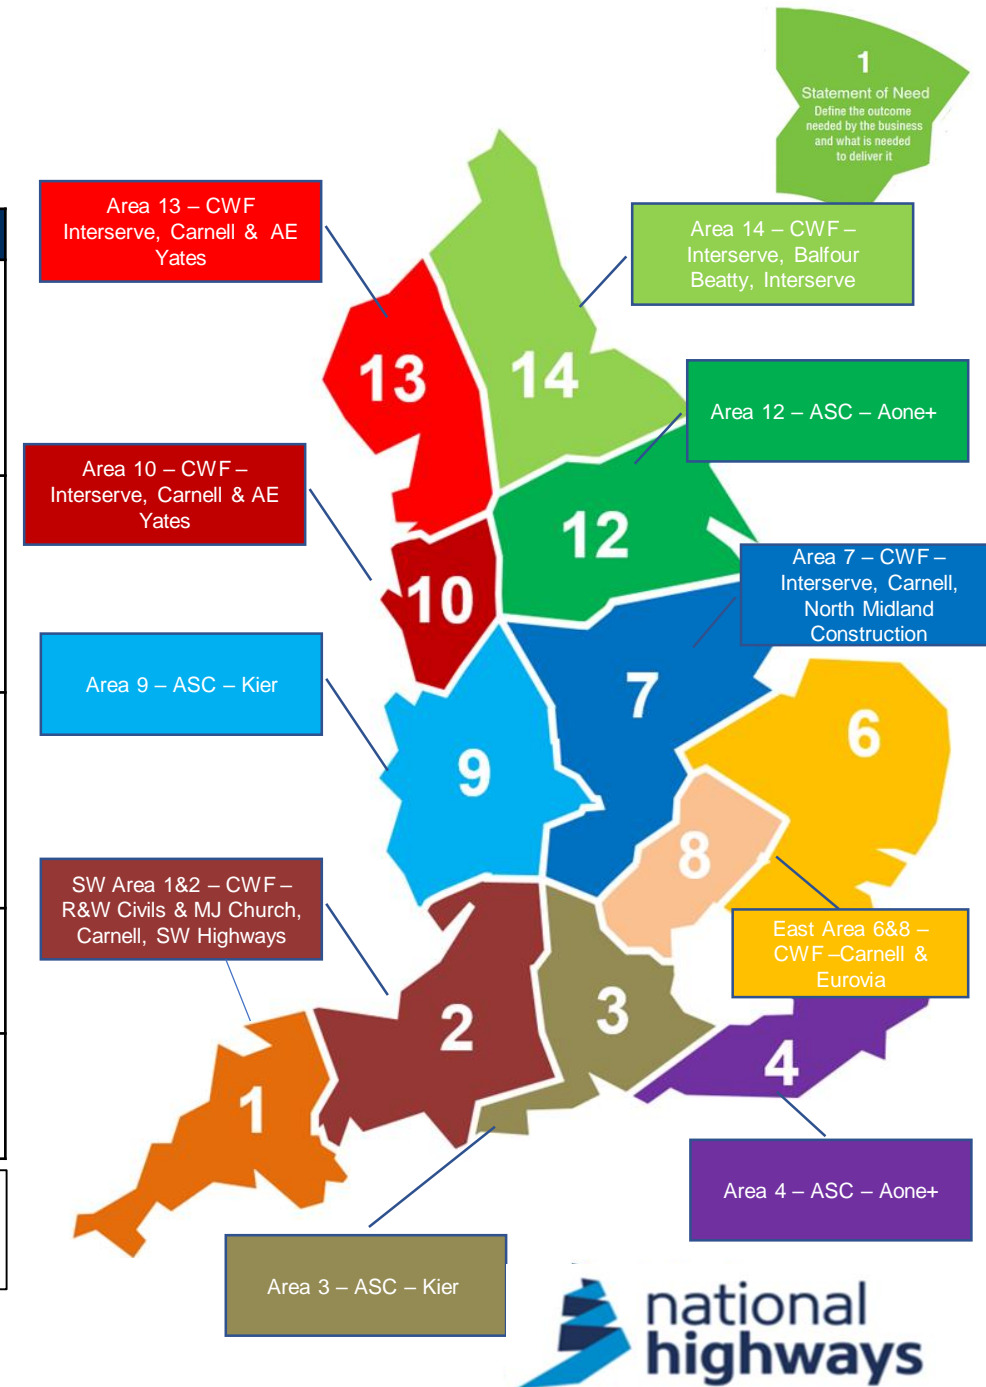 1
Statement of Need
Define the outcome
needed by the business
and what is needed
to deliver it
Area 13 – CWF
Interserve, Carnell & AE
Yates
Area 14 – CWF –
Interserve, Balfour
Beatty, Interserve
13
14
Area 12 – ASC – Aone+
Area 10 – CWF –
Interserve, Carnell & AE
Yates
12
10
Area 7 – CWF –
Interserve, Carnell,
North Midland
Construction
Area 9 – ASC – Kier
7
6
9
8
SW Area 1&2 – CWF –
R&W Civils & MJ Church,
Carnell, SW Highways
East Area 6&8 –
CWF –Carnell &
Eurovia
2
3
4
1
Area 4 – ASC – Aone+
Area 3 – ASC – Kier
national
highways